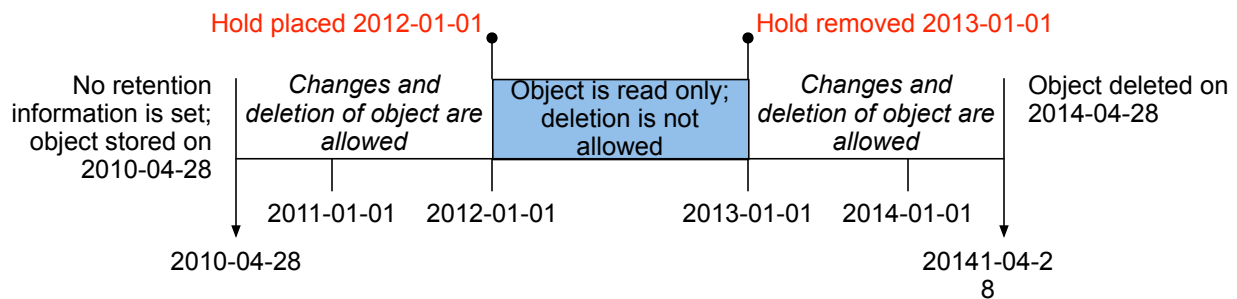 Hold placed 2012-01-01
Hold removed 2013-01-01
No retention
information is set;
object stored on
2010-04-28
Changes and
deletion of object are
allowed
Object is read only;
deletion is not
allowed
Changes and
deletion of object are
allowed
Object deleted on
2014-04-28
2011-01-01
2012-01-01
2013-01-01
2014-01-01
2010-04-28
20141-04-2
8